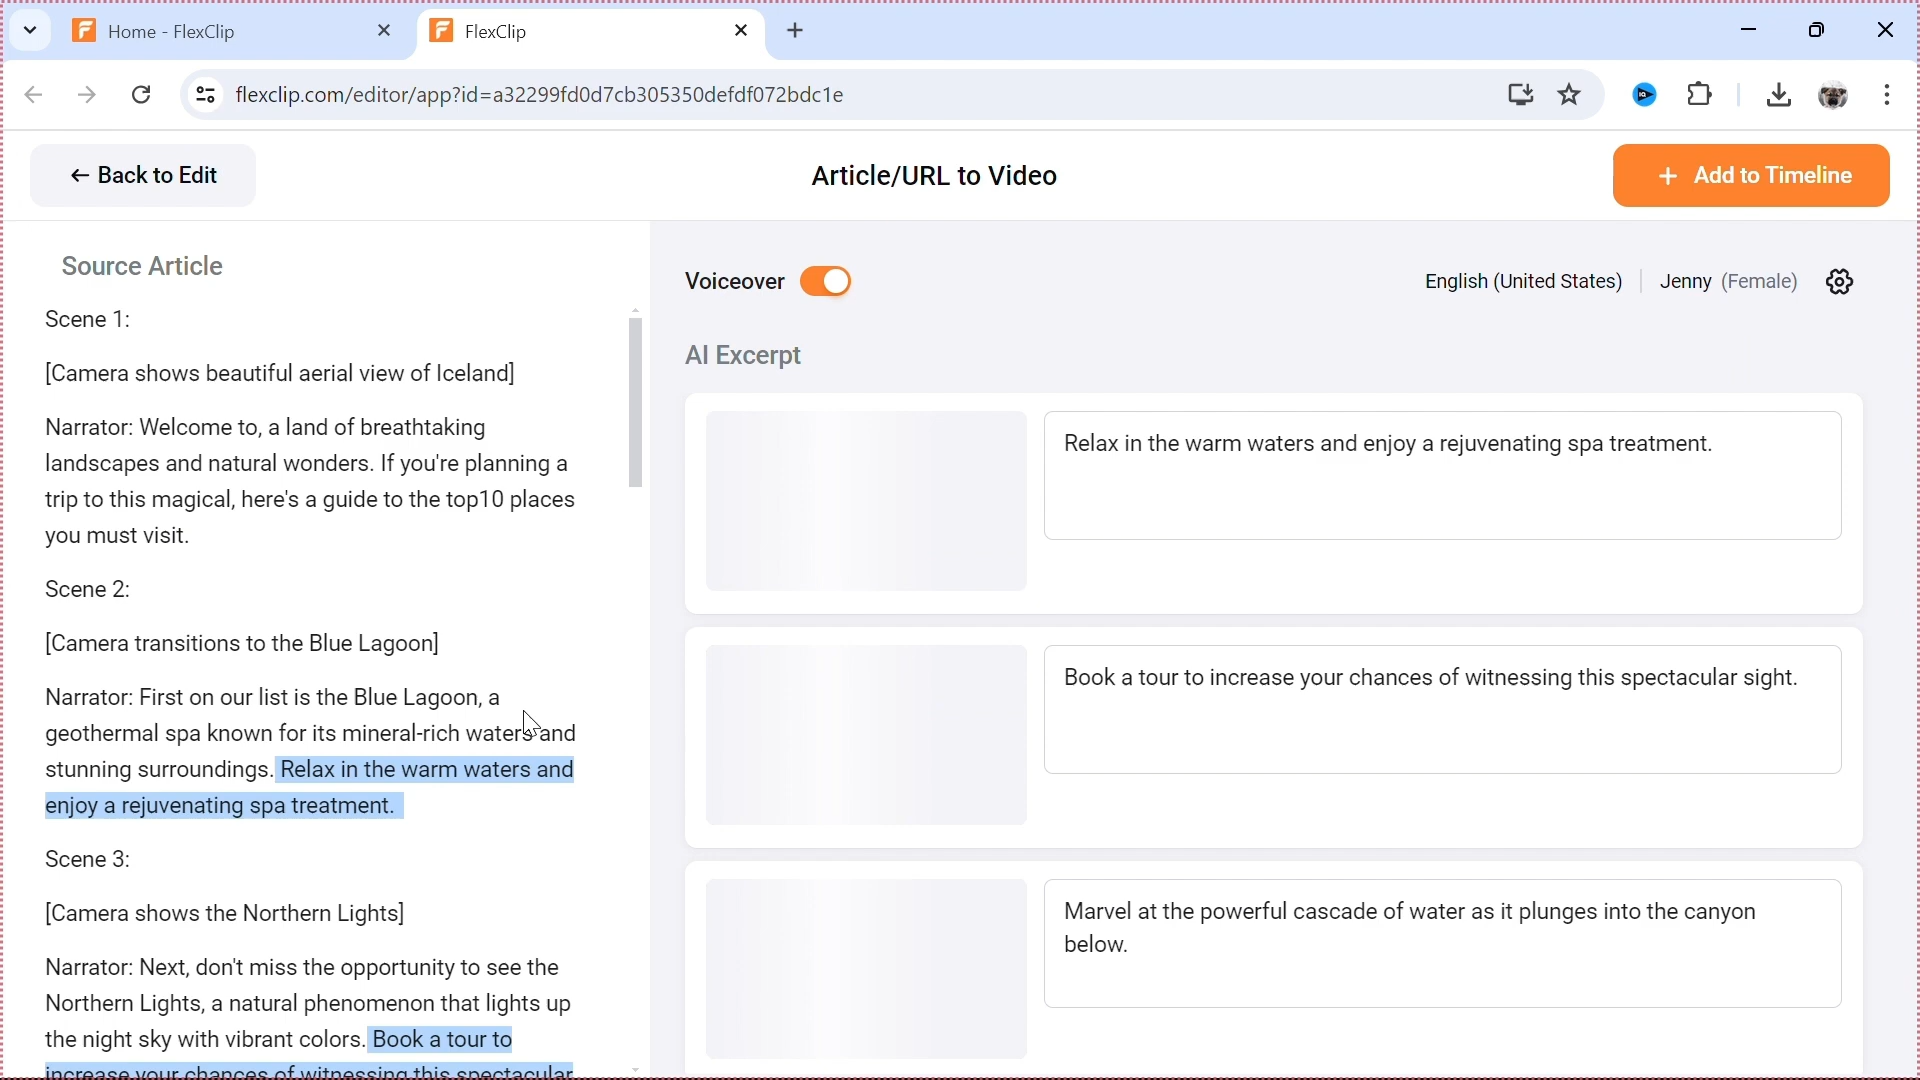 Home - FlexClip
FlexClip
flexclip.com/editor/app?id=a32299fd0d7cb305350defdf072bdc1e
← Back to Edit
Article/URL to Video
+ Add to Timeline
Source Article
Scene 1:
[Camera shows beautiful aerial view of Iceland]
Narrator: Welcome to, a land of breathtaking
landscapes and natural wonders. If you're planning a
trip to this magical, here's a guide to the top10 places
you must visit.
Scene 2:
[Camera transitions to the Blue Lagoon]
Narrator: First on our list is the Blue Lagoon, a
geothermal spa known for its mineral-rich waters and
stunning surroundings. Relax in the warm waters and
enjoy a rejuvenating spa treatment.
Scene 3:
[Camera shows the Northern Lights]
Narrator: Next, don't miss the opportunity to see the
Northern Lights, a natural phenomenon that lights up
the night sky with vibrant colors. Book a tour to
increase your chances of witnessing this spectacular
Voiceover
English (United States)
Jenny (Female)
AI Excerpt
Relax in the warm waters and enjoy a rejuvenating spa treatment.
Book a tour to increase your chances of witnessing this spectacular sight.
Marvel at the powerful cascade of water as it plunges into the canyon
below.